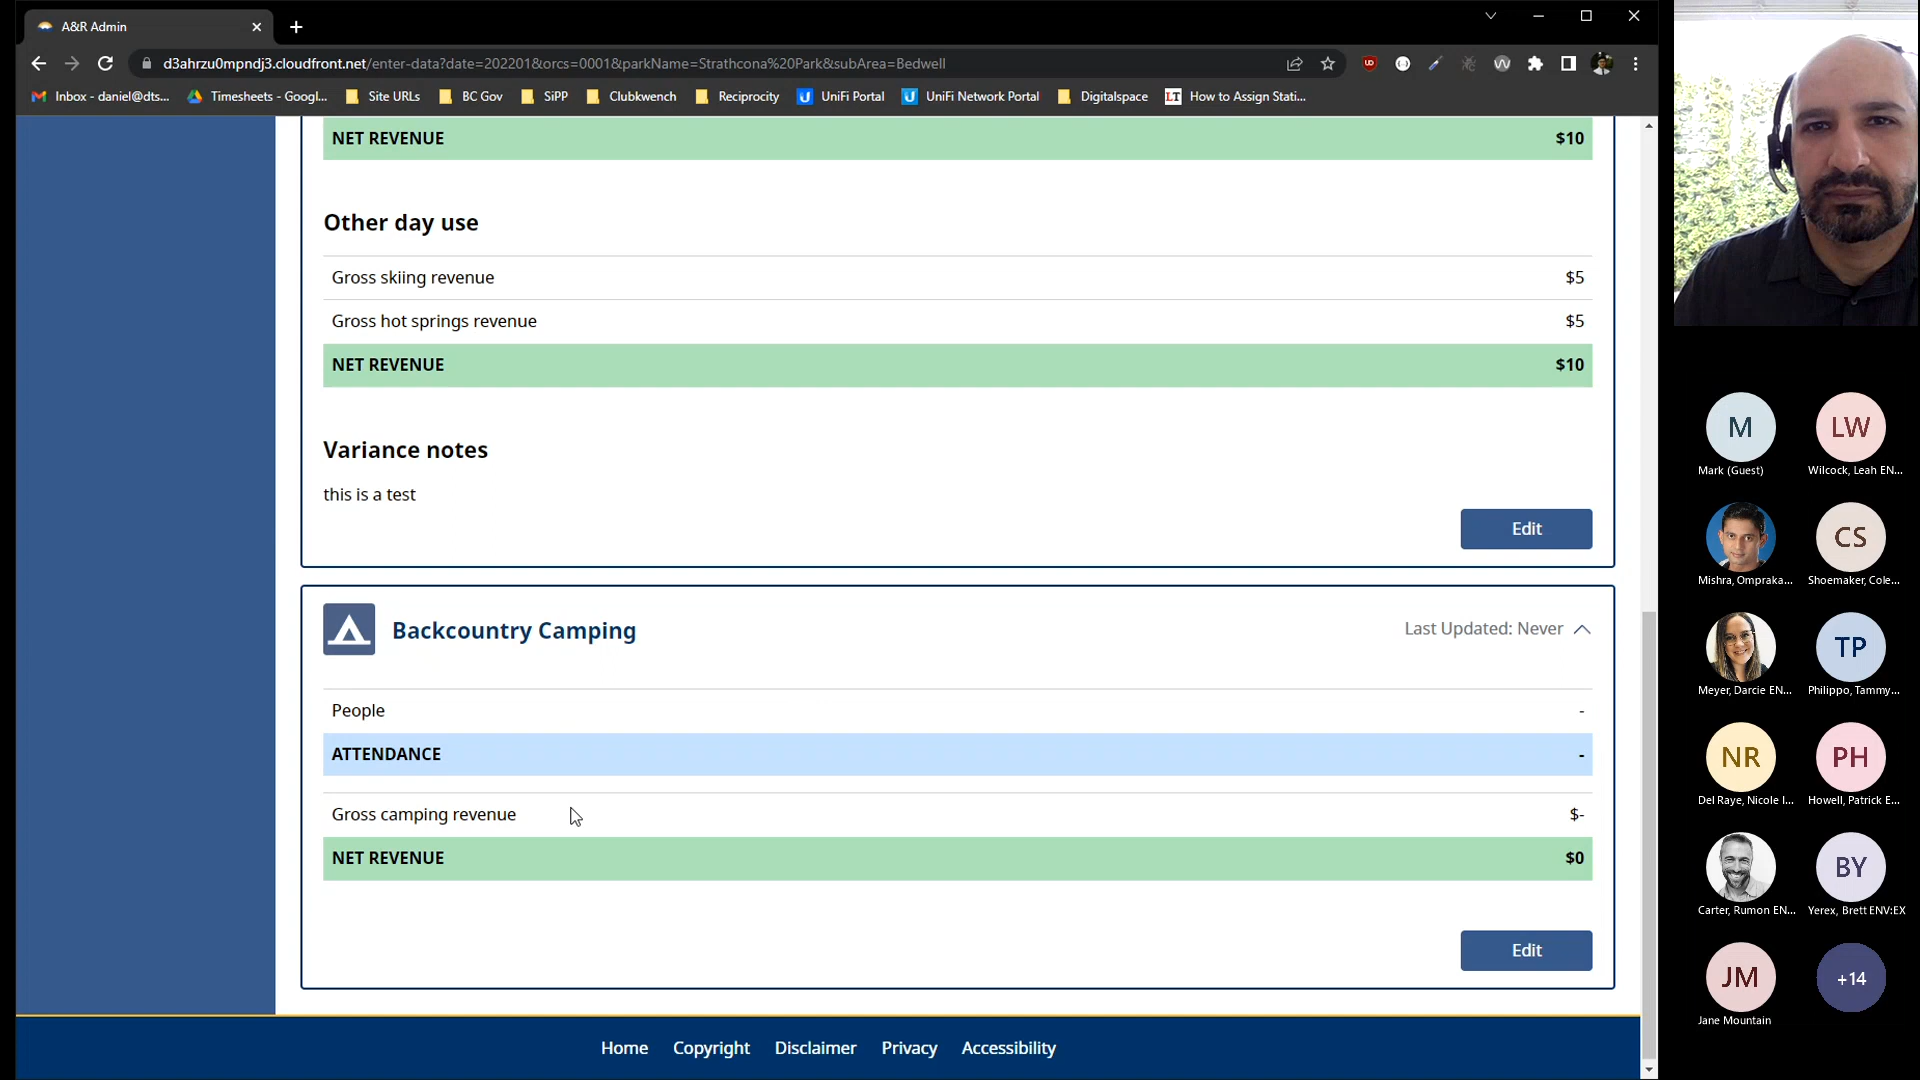 A&R Admin
d3ahrzu0mpndj3.cloudfront.net/enter-data?date=202201&orcs=0001&parkName=Strathcona%20Park&subArea=Bedwell
Inbox - daniel@dts...
Timesheets - Googl...
Site URLs
BC Gov
SiPP
Clubkwench
Reciprocity
UniFi Portal
UniFi Network Portal
Digitalspace
LT
How to Assign Stati...
NET REVENUE $10
Other day use
Gross skiing revenue $5
Gross hot springs revenue $5
NET REVENUE $10
Variance notes
this is a test
Edit
Backcountry Camping
Last Updated: Never
People -
ATTENDANCE -
Gross camping revenue $-
NET REVENUE $0
Edit
Home Copyright Disclaimer Privacy Accessibility
M
LW
Mark (Guest)
Wilcock, Leah EN...
CS
Mishra, Ompraka...
Shoemaker, Cole...
TP
Meyer, Darcie EN...
Philippo, Tammy...
NR
PH
Del Raye, Nicole I...
Howell, Patrick E...
BY
Carter, Rumon EN...
Yerex, Brett ENV:EX
JM
+14
Jane Mountain